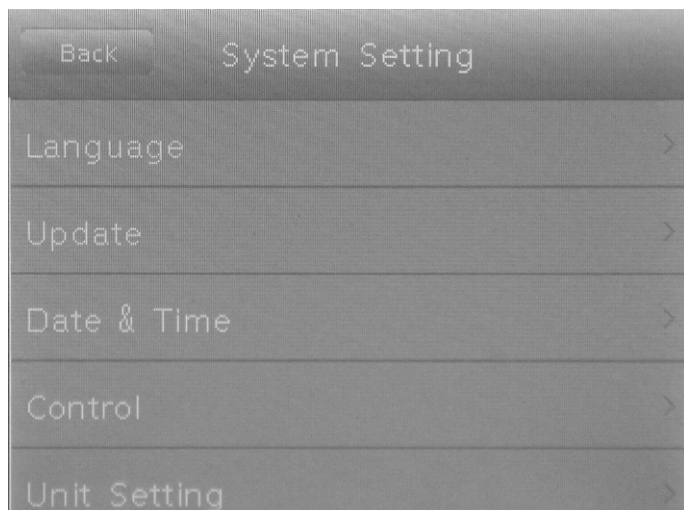 Back System Setting
Language
Update
Date & Time
Control
Unit Setting